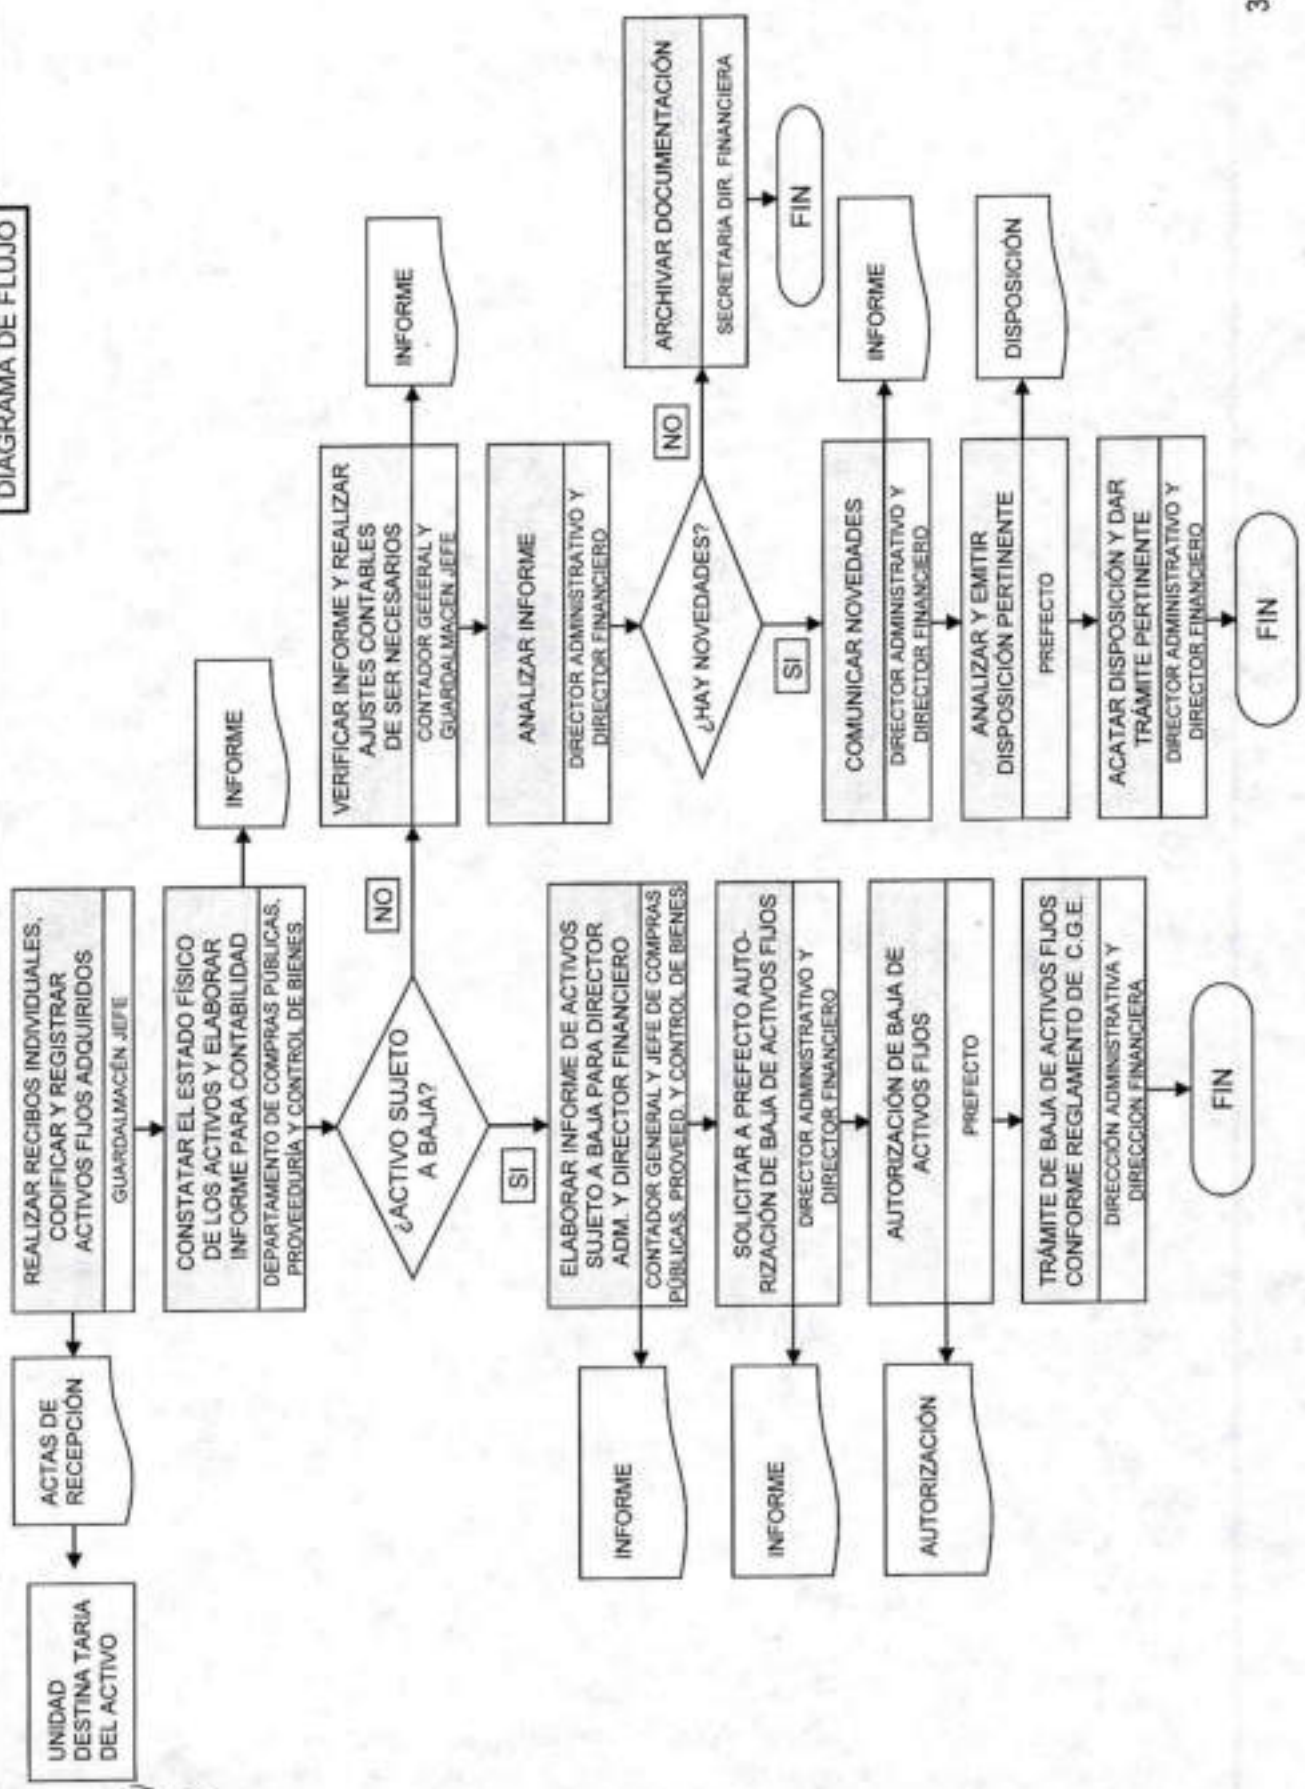 DIAGRAMA DE FLUJO
UNIDAD
DESTINA TARIA
DEL ACTIVO
ACTAS DE
RECEPCIÓN
REALIZAR RECIBOS INDIVIDUALES,
CODIFICAR Y REGISTRAR
ACTIVOS FIJOS ADQUIRIDOS
GUARDALMACÉN JEFE
CONSTATAR EL ESTADO FÍSICO
DE LOS ACTIVOS Y ELABORAR
INFORME PARA CONTABILIDAD
DEPARTAMENTO DE COMPRAS PÚBLICAS,
PROVEEDURÍA Y CONTROL DE BIENES
INFORME
¿ACTIVO SUJETO
A BAJA?
NO
VERIFICAR INFORME Y REALIZAR
AJUSTES CONTABLES
DE SER NECESARIOS
CONTADOR GEEERAL Y
GUARDALMACEN JEFE
INFORME
ANALIZAR INFORME
DIRECTOR ADMINISTRATIVO Y
DIRECTOR FINANCIERO
¿HAY NOVEDADES?
NO
ARCHIVAR DOCUMENTACIÓN
SECRETARIA DIR. FINANCIERA
FIN
SI
COMUNICAR NOVEDADES
DIRECTOR ADMINISTRATIVO Y
DIRECTOR FINANCIERO
INFORME
ANALIZAR Y EMITIR
DISPOSICIÓN PERTINENTE
PREFECTO
DISPOSICIÓN
ACATAR DISPOSICIÓN Y DAR
TRÁMITE PERTINENTE
DIRECTOR ADMINISTRATIVO Y
DIRECTOR FINANCIERO
FIN
SI
ELABORAR INFORME DE ACTIVOS
SUJETO A BAJA PARA DIRECTOR
ADM. Y DIRECTOR FINANCIERO
CONTADOR GENERAL Y JEFE DE COMPRAS
PÚBLICAS, PROVEED. Y CONTROL DE BIENES
INFORME
SOLICITAR A PREFECTO AUTO-
RIZACIÓN DE BAJA DE ACTIVOS FIJOS
DIRECTOR ADMINISTRATIVO Y
DIRECTOR FINANCIERO
INFORME
AUTORIZACIÓN DE BAJA DE
ACTIVOS FIJOS
PREFECTO
AUTORIZACIÓN
TRÁMITE DE BAJA DE ACTIVOS FIJOS
CONFORME REGLAMENTO DE C.G.E.
DIRECCIÓN ADMINISTRATIVA Y
DIRECCIÓN FINANCIERA
FIN